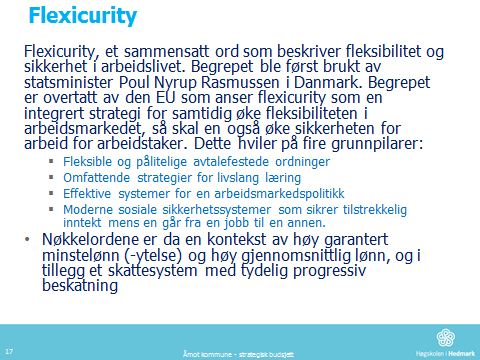 Flexicurity
Flexicurity, et sammensatt ord som beskriver fleksibilitet og
sikkerhet i arbeidslivet. Begrepet ble først brukt av
statsminister Poul Nyrup Rasmussen i Danmark. Begrepet
er overtatt av den EU som anser flexicurity som en
integrert strategi for samtidig øke fleksibiliteten i
arbeidsmarkedet, så skal en også øke sikkerheten for
arbeid for arbeidstaker. Dette hviler på fire grunnpilarer:
▪ Fleksible og pålitelige avtalefestede ordninger
▪ Omfattende strategier for livslang læring
▪ Effektive systemer for en arbeidsmarkedspolitikk
▪ Moderne sosiale sikkerhetssystemer som sikrer tilstrekkelig
inntekt mens en går fra en jobb til en annen.
• Nøkkelordene er da en kontekst av høy garantert
minstelønn (-ytelse) og høy gjennomsnittlig lønn, og i
tillegg et skattesystem med tydelig progressiv
beskatning
17
Åmot kommune - strategisk budsjett
Høgskolen i Hedmark